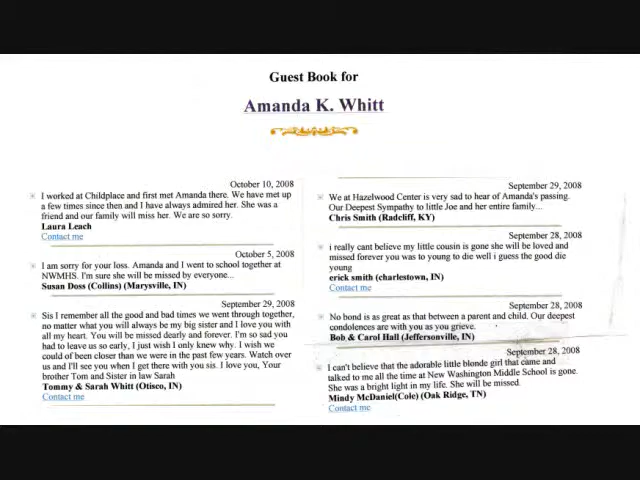 Guest Book for
Amanda K. Whitt
October 10, 2008
I worked at Childplace and first met Amanda there. We have met up
a few times since then and I have always admired her. She was a
friend and our family will miss her. We are so sorry.
Laura Leach
Contact me
October 5, 2008
I am sorry for your loss. Amanda and I went to school together at
NWMHS. I'm sure she will be missed by everyone...
Susan Doss (Collins) (Marysville, IN)
September 29, 2008
Sis I remember all the good and bad times we went through together,
no matter what you will always be my big sister and I love you with
all my heart. You will be missed dearly and forever. I'm so sad you
had to leave us so early, I just wish I only knew why. I wish we
could of been closer than we were in the past few years. Watch over
us and I'll see you when I get there with you sis. I love you, Your
brother Tom and Sister in law Sarah
Tommy & Sarah Whitt (Otisco, IN)
Contact me
September 29, 2008
We at Hazelwood Center is very sad to hear of Amanda's passing.
Our Deepest Sympathy to little Joe and her entire family...
Chris Smith (Radcliff, KY)
September 28, 2008
i really cant believe my little cousin is gone she will be loved and
missed forever you was to young to die well i guess the good die
young
erick smith (charlestown, IN)
Contact me
September 28, 2008
No bond is as great as that between a parent and child. Our deepest
condolences are with you as you grieve.
Bob & Carol Hall (Jeffersonville, IN)
September 28, 2008
I can't believe that the adorable little blonde girl that came and
talked to me all the time at New Washington Middle School is gone.
She was a bright light in my life. She will be missed.
Mindy McDaniel(Cole) (Oak Ridge, TN)
Contact me